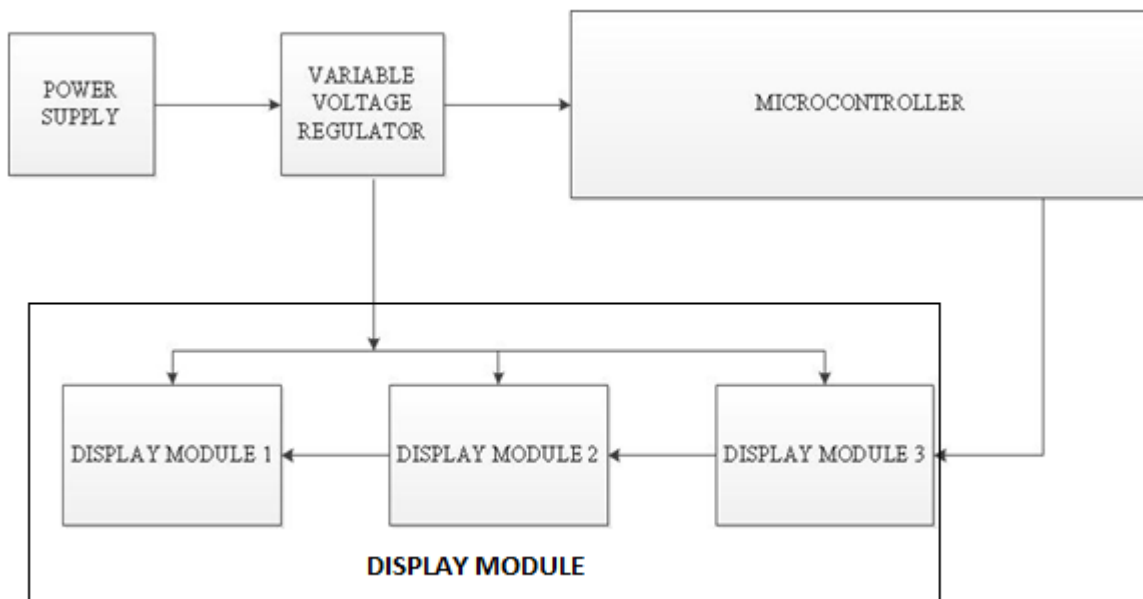 POWER
SUPPLY
VARIABLE
VOLTAGE
REGULATOR
MICROCONTROLLER
DISPLAY MODULE 1
DISPLAY MODULE 2
DISPLAY MODULE 3
DISPLAY MODULE